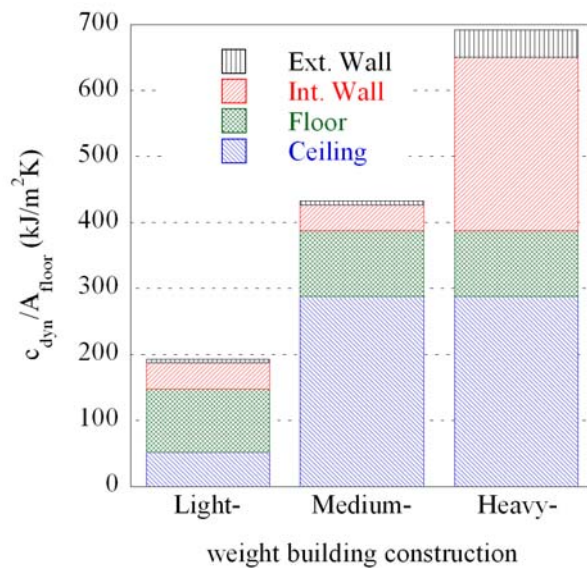 700
600
500
400
300
200
100
0
c_dyn/A_floor (kJ/m²K)
Ext. Wall
Int. Wall
Floor
Ceiling
Light- Medium- Heavy-
weight building construction